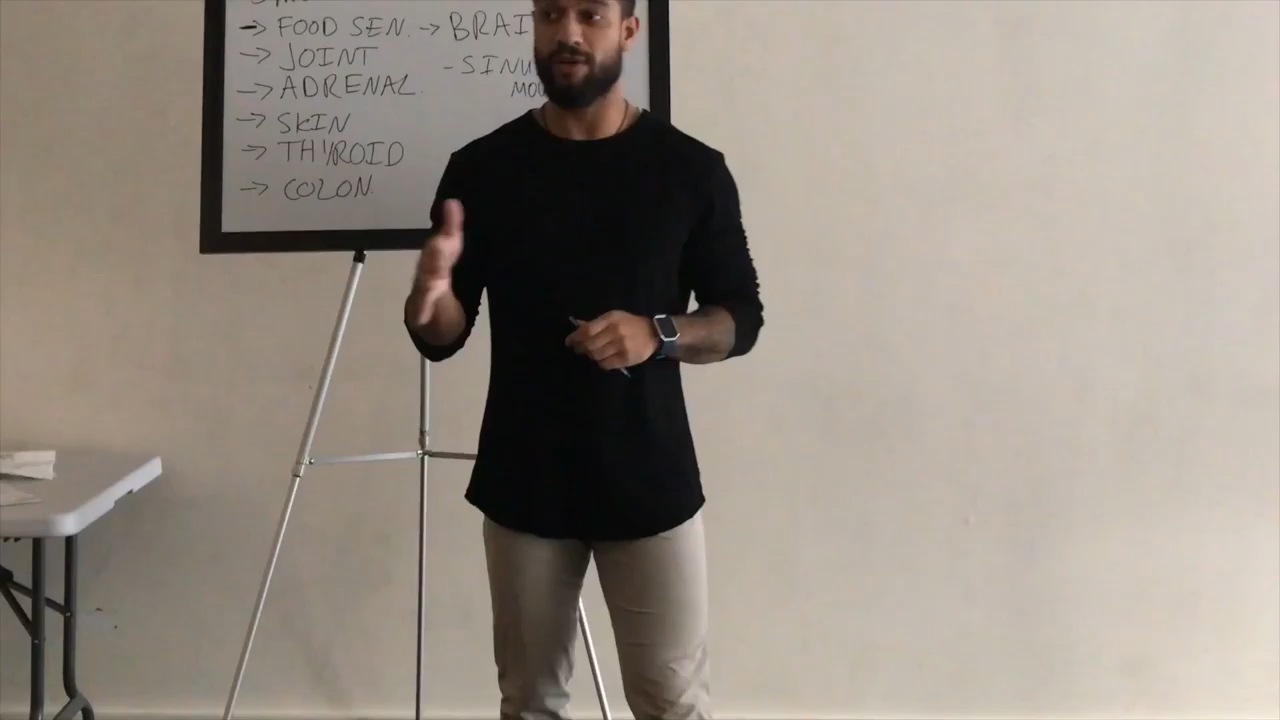 → FOOD SEN. → BRAI
→ JOINT
- SINU
→ ADRENAL.
MOU
→ SKIN
→ THYROID
→ COLON.